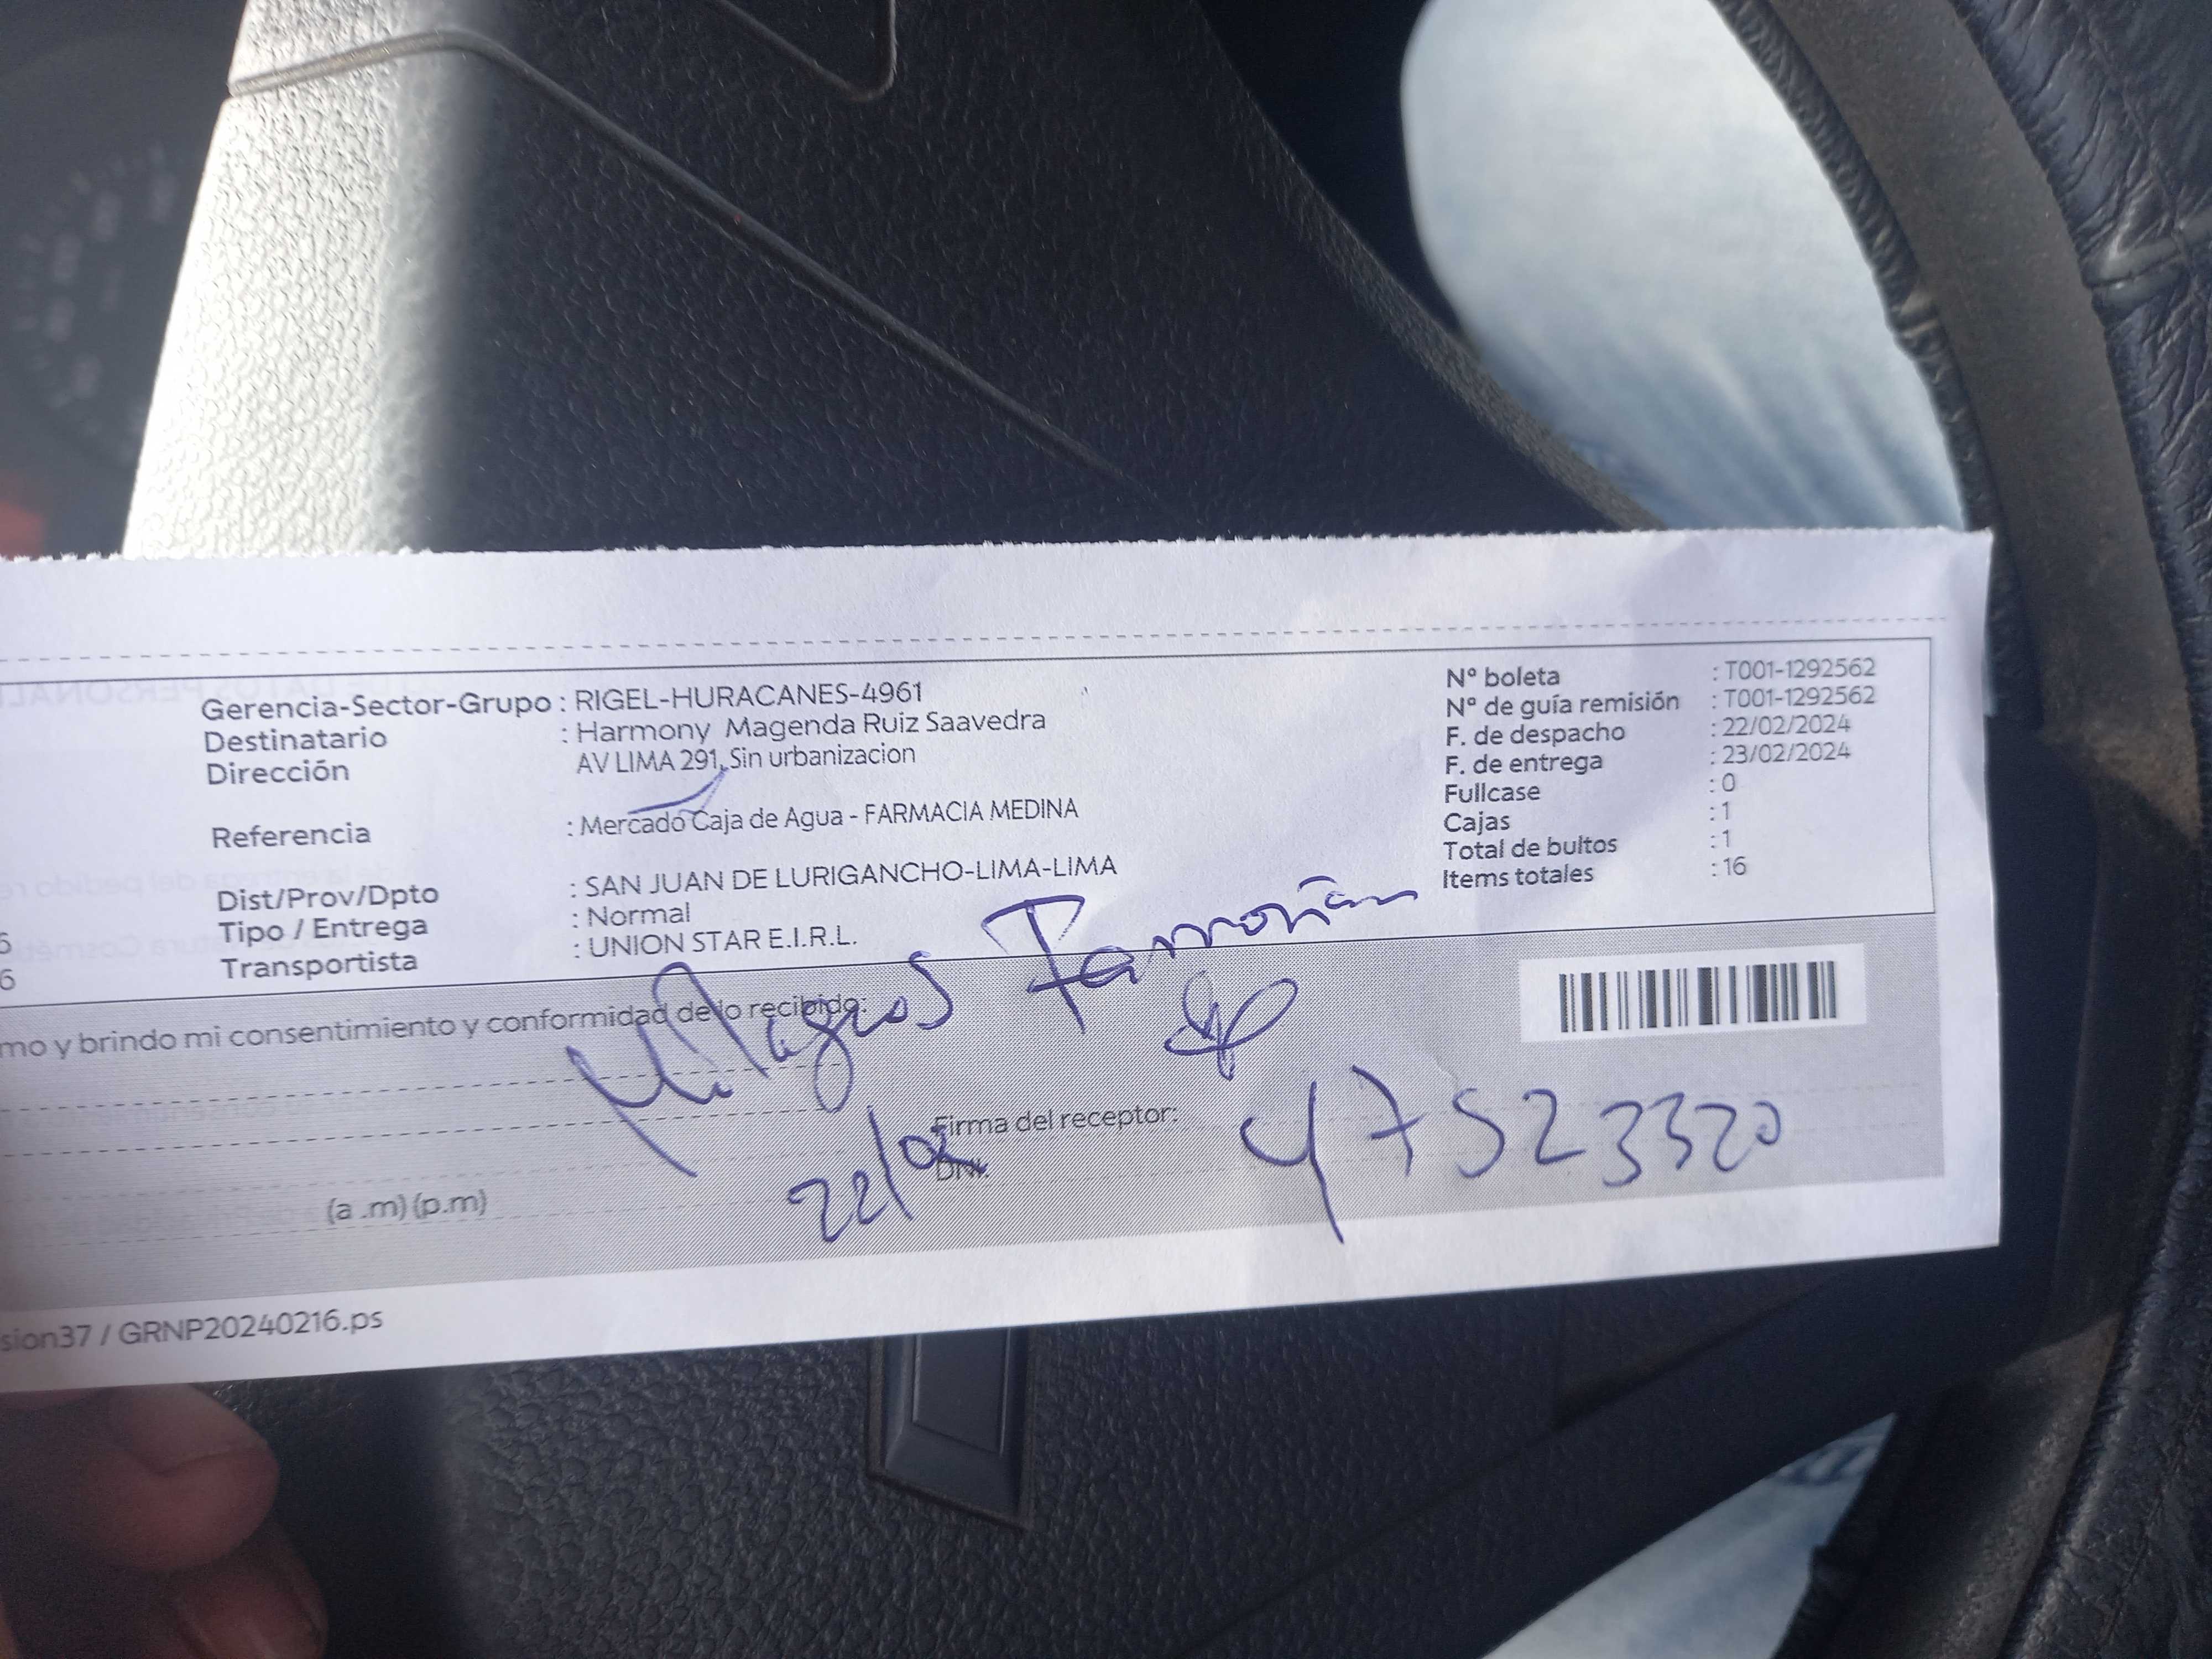 Gerencia-Sector-Grupo : RIGEL-HURACANES-4961
Destinatario : Harmony Magenda Ruiz Saavedra
Dirección AV LIMA 291, Sin urbanizacion
Referencia : Mercado Caja de Agua - FARMACIA MEDINA
Dist/Prov/Dpto : SAN JUAN DE LURIGANCHO-LIMA-LIMA
Tipo / Entrega : Normal
Transportista : UNION STAR E.I.R.L.
Nº boleta : T001-1292562
Nº de guía remisión : T001-1292562
F. de despacho : 22/02/2024
F. de entrega : 23/02/2024
Fullcase : 0
Cajas : 1
Total de bultos : 1
Items totales : 16
6
6
mo y brindo mi consentimiento y conformidad de lo recibido:
Milagros
Firma del receptor:
47523320
22/02
DNI:
(a .m) (p.m)
sion37 / GRNP20240216.ps